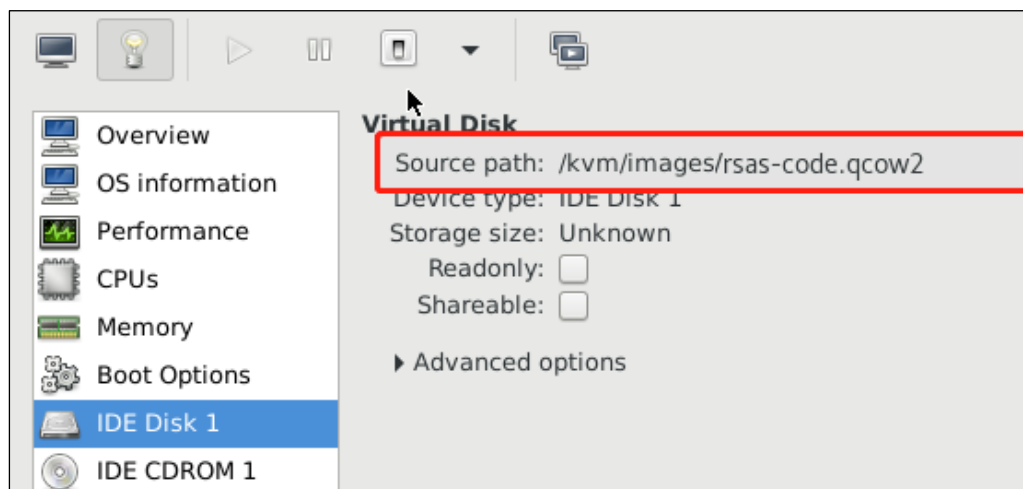 Overview
OS information
Performance
CPUs
Memory
Boot Options
IDE Disk 1
IDE CDROM 1
Virtual Disk
Source path: /kvm/images/rsas-code.qcow2
Device type: IDE Disk 1
Storage size: Unknown
Readonly:
Shareable:
Advanced options